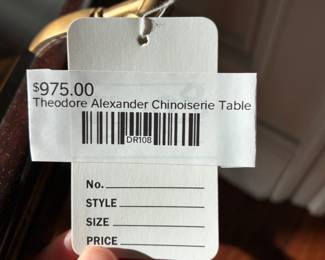 $975.00
Theodore Alexander Chinoiserie Table
DR108
No.
STYLE
SIZE
PRICE